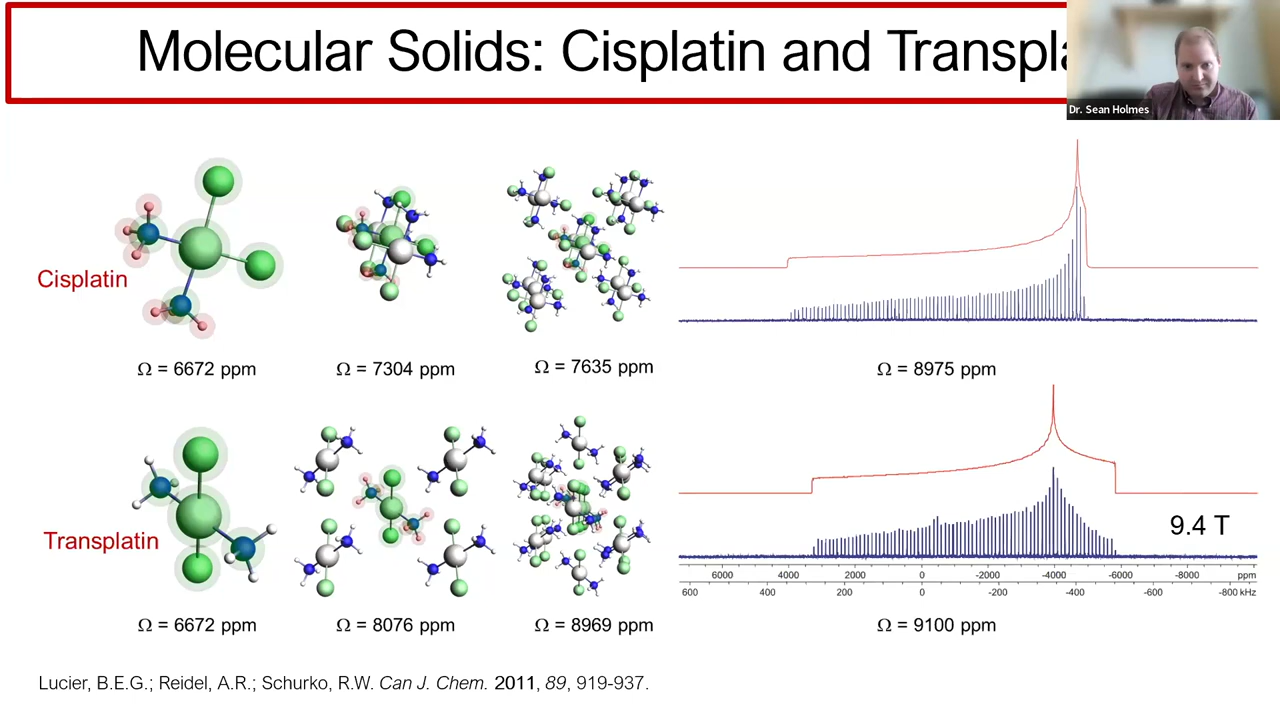 Molecular Solids: Cisplatin and Transpla
Dr. Sean Holmes
Cisplatin
Ω = 6672 ppm
Ω = 7304 ppm
Ω = 7635 ppm
Ω = 8975 ppm
Transplatin
9.4 T
6000 4000 2000 0 -2000 -4000 -6000 -8000 ppm
600 400 200 0 -200 -400 -600 -800 kHz
Ω = 6672 ppm
Ω = 8076 ppm
Ω = 8969 ppm
Ω = 9100 ppm
Lucier, B.E.G.; Reidel, A.R.; Schurko, R.W. Can J. Chem. 2011, 89, 919-937.